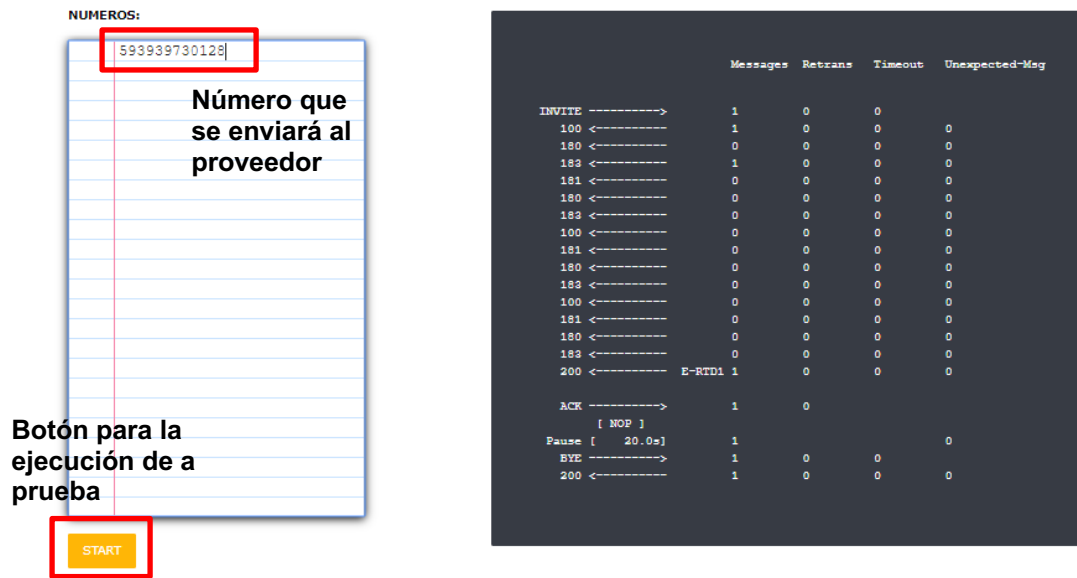 NUMEROS:
593939730128
Número que
se enviará al
proveedor
Botón para la
ejecución de a
prueba
START
Messages Retrans Timeout Unexpected-Msg
INVITE ----------> 1 0 0
100 <---------- 1 0 0 0
180 <---------- 0 0 0 0
183 <---------- 1 0 0 0
181 <---------- 0 0 0 0
180 <---------- 0 0 0 0
183 <---------- 0 0 0 0
100 <---------- 0 0 0 0
181 <---------- 0 0 0 0
180 <---------- 0 0 0 0
183 <---------- 0 0 0 0
100 <---------- 0 0 0 0
181 <---------- 0 0 0 0
180 <---------- 0 0 0 0
183 <---------- 0 0 0 0
200 <---------- E-RTD1 1 0 0 0
ACK ----------> 1 0
[ NOP ]
Pause [ 20.0s] 1 0
BYE ----------> 1 0 0
200 <---------- 1 0 0 0